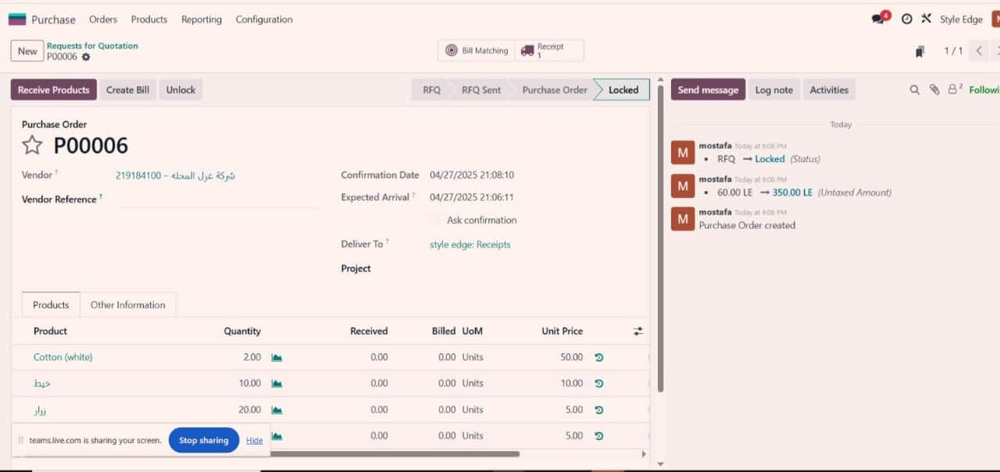 Purchase Orders Products Reporting Configuration 4 Style Edge
New Requests for Quotation
P00006
Bill Matching Receipt
1
1 / 1
Receive Products Create Bill Unlock RFQ RFQ Sent Purchase Order Locked Send message Log note Activities 2 Followi
Purchase Order
P00006
Vendor ? 219184100 – شركة غزل المحله
Vendor Reference ?
Confirmation Date 04/27/2025 21:08:10
Expected Arrival ? 04/27/2025 21:06:11
Ask confirmation
Deliver To ? style edge: Receipts
Project
Products Other Information
Product Quantity Received Billed UoM Unit Price
Cotton (white) 2.00 0.00 0.00 Units 50.00
خيط 10.00 0.00 0.00 Units 10.00
زرار 20.00 0.00 0.00 Units 5.00
0.00 0.00 Units 5.00
teams.live.com is sharing your screen. Stop sharing Hide
Today
M mostafa Today at 9:08 PM
• RFQ → Locked (Status)
M mostafa Today at 9:08 PM
• 60.00 LE → 350.00 LE (Untaxed Amount)
M mostafa Today at 9:06 PM
Purchase Order created